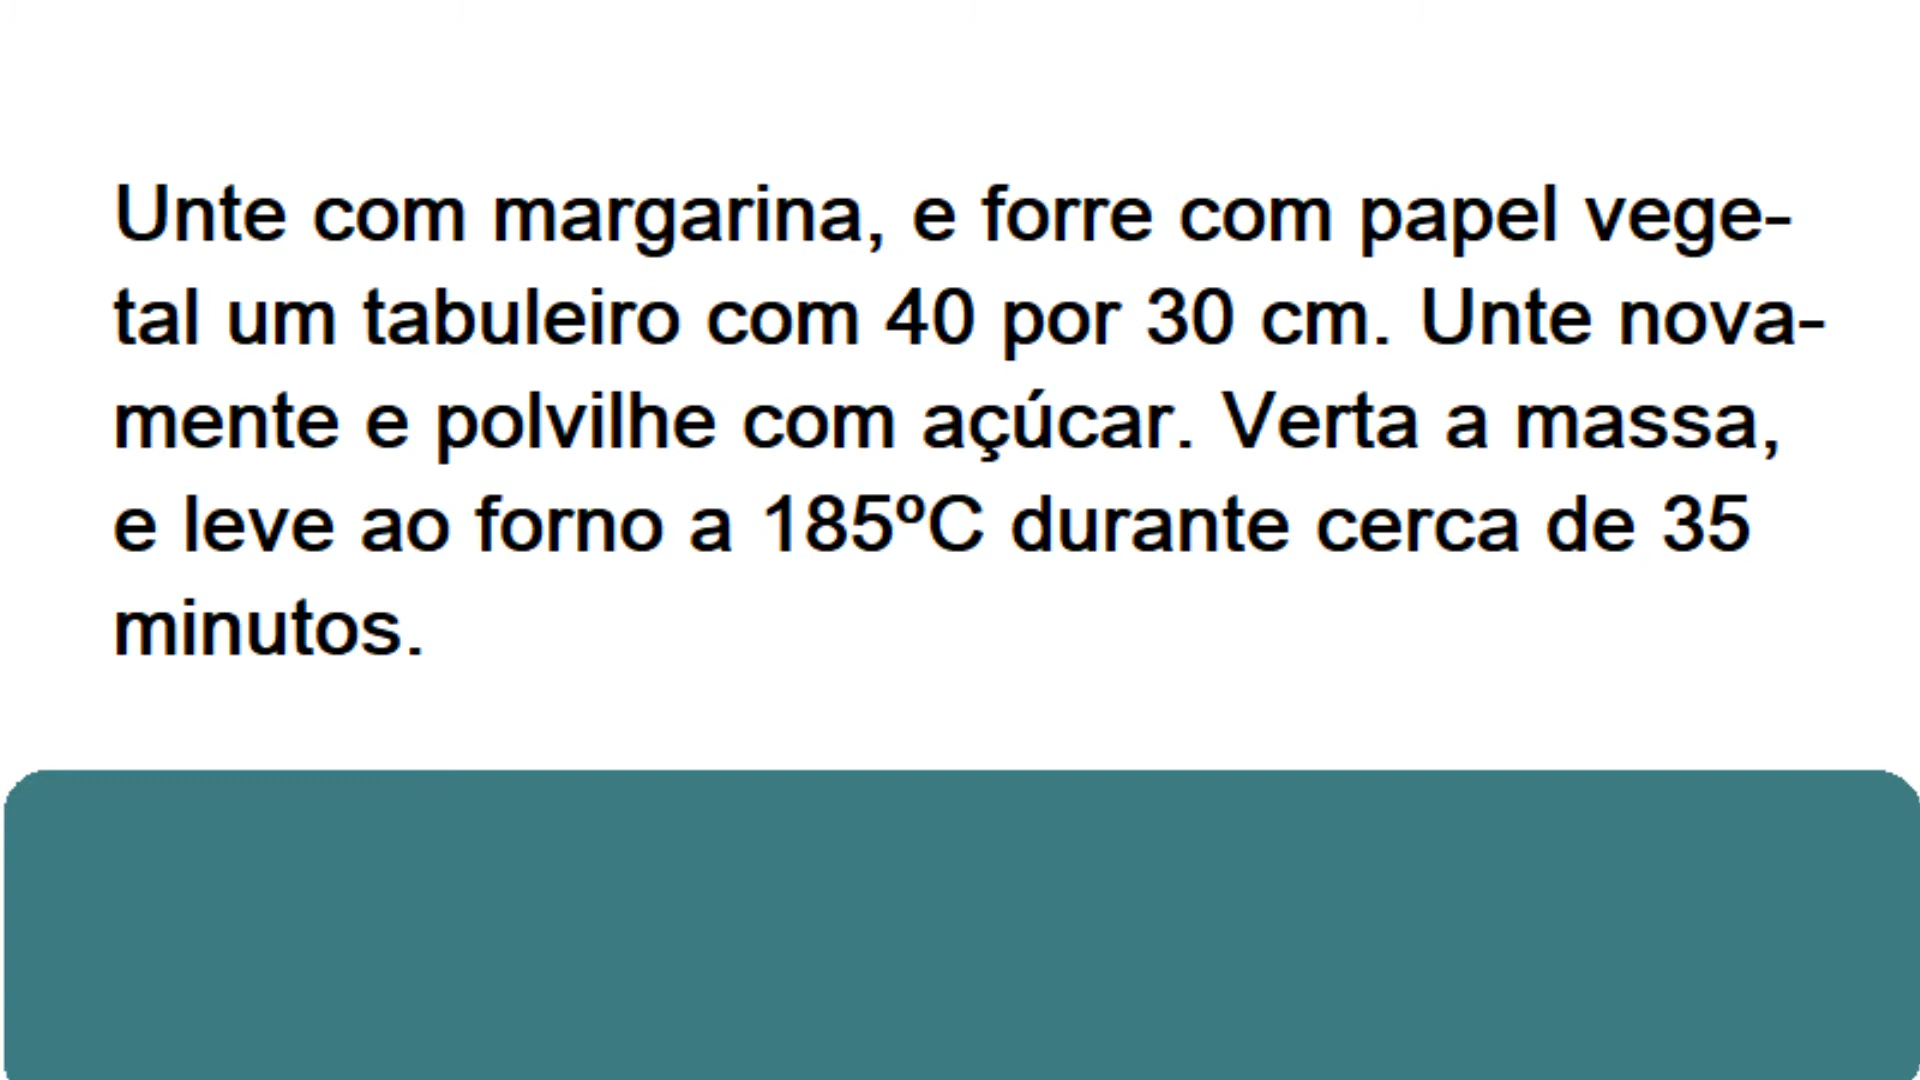 Unte com margarina, e forre com papel vege-
tal um tabuleiro com 40 por 30 cm. Unte nova-
mente e polvilhe com açúcar. Verta a massa,
e leve ao forno a 185ºC durante cerca de 35
minutos.